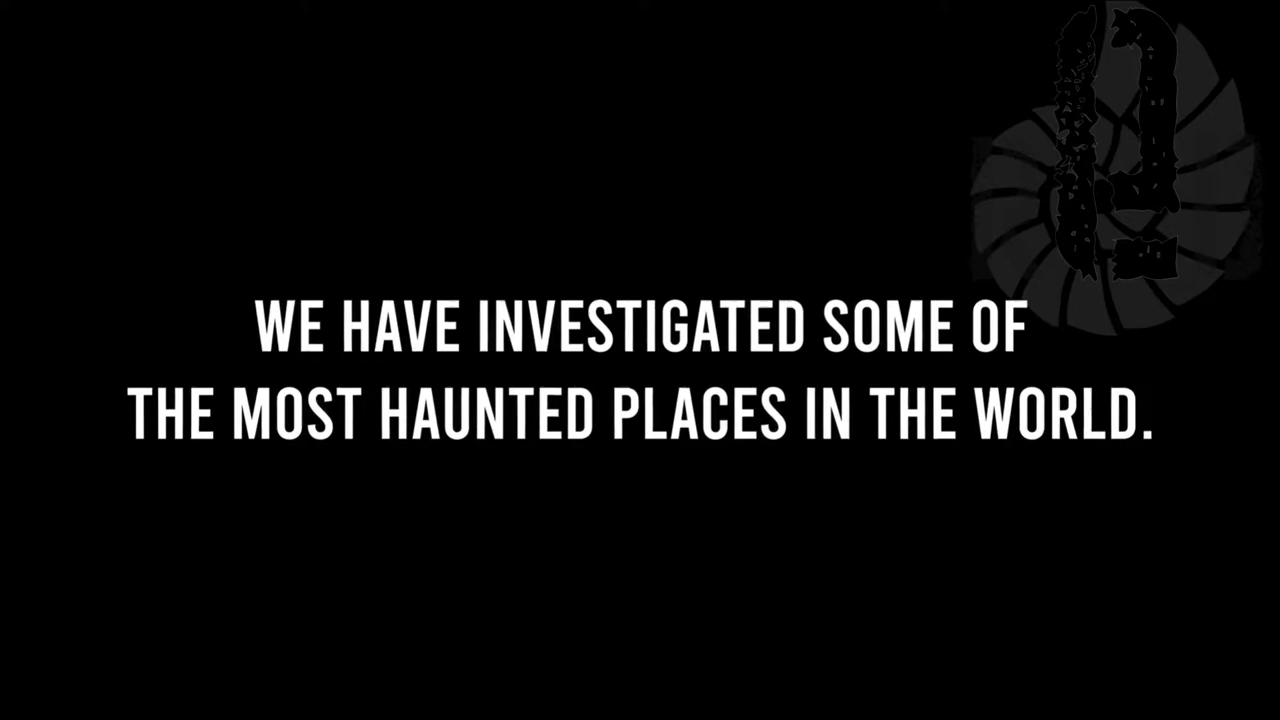 WE HAVE INVESTIGATED SOME OF
THE MOST HAUNTED PLACES IN THE WORLD.